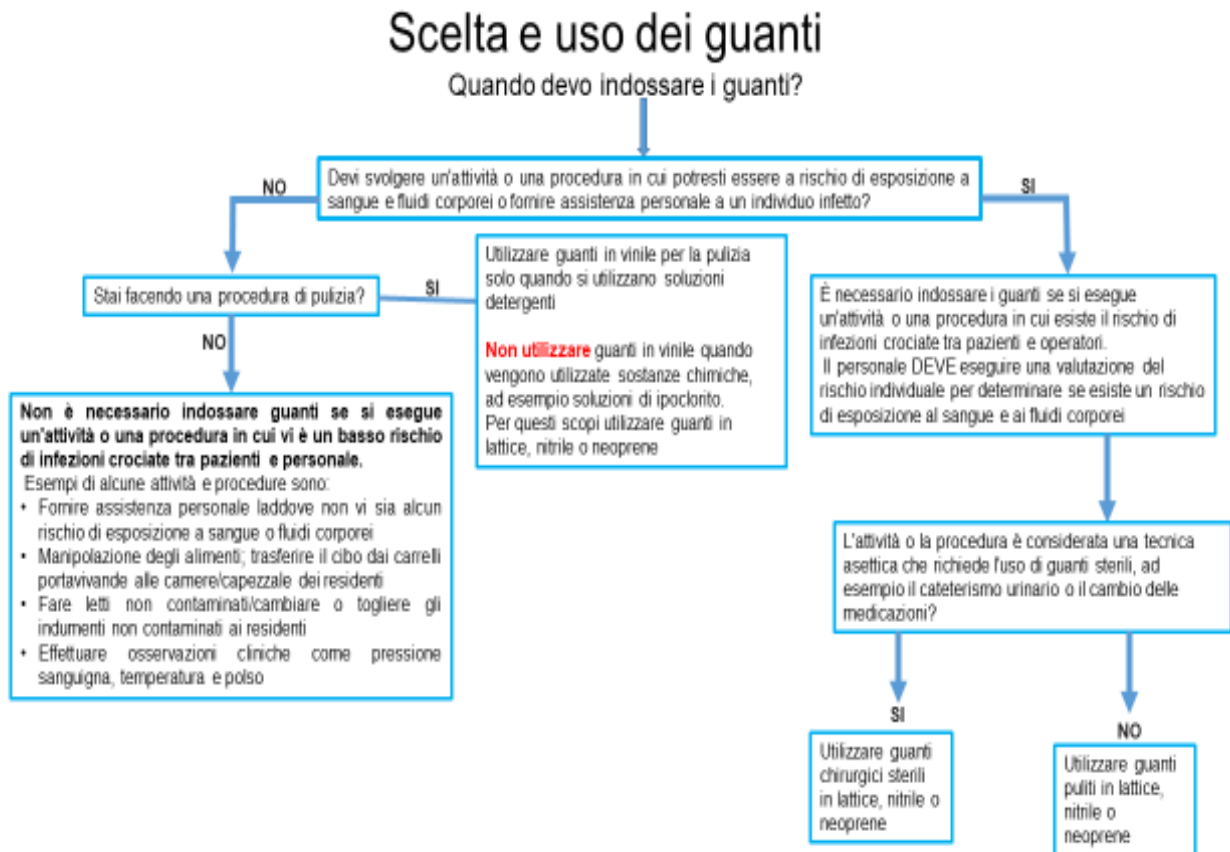 Scelta e uso dei guanti
Quando devo indossare i guanti?
Devi svolgere un'attività o una procedura in cui potresti essere a rischio di esposizione a
sangue e fluidi corporei o fornire assistenza personale a un individuo infetto?
NO
SI
Stai facendo una procedura di pulizia?
SI
Utilizzare guanti in vinile per la pulizia
solo quando si utilizzano soluzioni
detergenti
Non utilizzare guanti in vinile quando
vengono utilizzate sostanze chimiche,
ad esempio soluzioni di ipoclorito.
Per questi scopi utilizzare guanti in
lattice, nitrile o neoprene
NO
Non è necessario indossare guanti se si esegue
un'attività o una procedura in cui vi è un basso rischio
di infezioni crociate tra pazienti e personale.
Esempi di alcune attività e procedure sono:
• Fornire assistenza personale laddove non vi sia alcun
rischio di esposizione a sangue o fluidi corporei
• Manipolazione degli alimenti; trasferire il cibo dai carrelli
portavivande alle camere/capezzale dei residenti
• Fare letti non contaminati/cambiare o togliere gli
indumenti non contaminati ai residenti
• Effettuare osservazioni cliniche come pressione
sanguigna, temperatura e polso
È necessario indossare i guanti se si esegue
un'attività o una procedura in cui esiste il rischio di
infezioni crociate tra pazienti e operatori.
Il personale DEVE eseguire una valutazione del
rischio individuale per determinare se esiste un rischio
di esposizione al sangue e ai fluidi corporei
L'attività o la procedura è considerata una tecnica
asettica che richiede l'uso di guanti sterili, ad
esempio il cateterismo urinario o il cambio delle
medicazioni?
SI
Utilizzare guanti
chirurgici sterili
in lattice, nitrile o
neoprene
NO
Utilizzare guanti
puliti in lattice,
nitrile o
neoprene